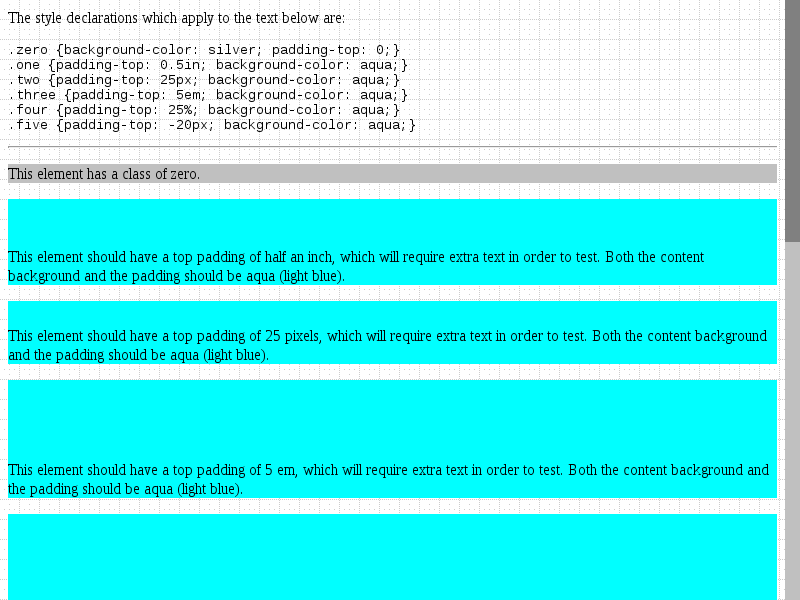 The style declarations which apply to the text below are:
.zero {background-color: silver; padding-top: 0;}
.one {padding-top: 0.5in; background-color: aqua;}
.two {padding-top: 25px; background-color: aqua;}
.three {padding-top: 5em; background-color: aqua;}
.four {padding-top: 25%; background-color: aqua;}
.five {padding-top: -20px; background-color: aqua;}
This element has a class of zero.
This element should have a top padding of half an inch, which will require extra text in order to test. Both the content
background and the padding should be aqua (light blue).
This element should have a top padding of 25 pixels, which will require extra text in order to test. Both the content background
and the padding should be aqua (light blue).
This element should have a top padding of 5 em, which will require extra text in order to test. Both the content background and
the padding should be aqua (light blue).